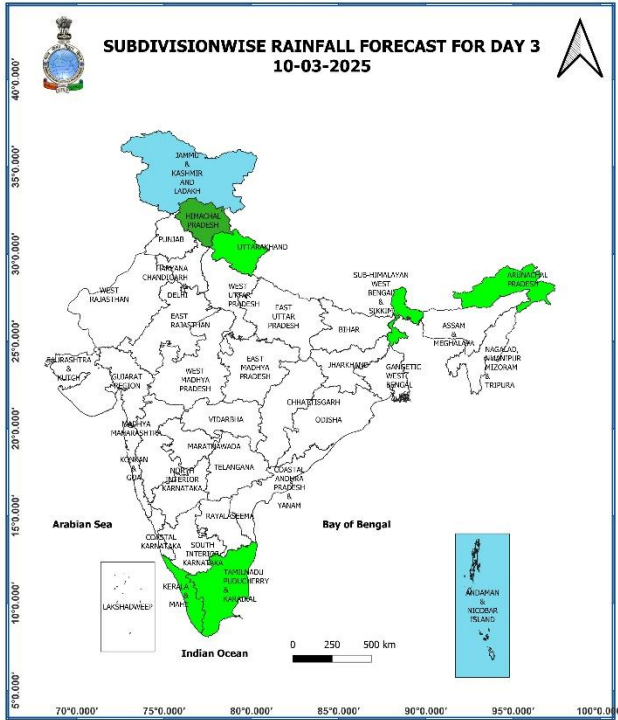 SUBDIVISIONWISE RAINFALL FORECAST FOR DAY 3
10-03-2025
40°0.000'
35°0.000'
30°0.000'
25°0.000'
20°0.000'
15°0.000'
10°0.000'
5°0.000'
JAMMU
&
KASHMIR
AND
LADAKH
HIMACHAL
PRADESH
PUNJAB
UTTARAKHAND
HARYANA
CHANDIGARH
&
DELHI
WEST
RAJASTHAN
WEST
UTTAR
PRADESH
EAST
RAJASTHAN
EAST
UTTAR
PRADESH
SUB-HIMALAYAN
WEST
BENGAL
&
SIKKIM
ARUNACHAL
PRADESH
BIHAR
ASSAM
&
MEGHALAYA
NAGALAD
MANIPUR
MIZORAM
&
TRIPURA
SAURASHTRA
&
KUTCH
GUJARAT
REGION
WEST
MADHYA
PRADESH
EAST
MADHYA
PRADESH
JHARKHAND
GANGETIC
WEST
BENGAL
CHHATTISGARH
ODISHA
VIDARBHA
MADHYA
MAHARASHTRA
MARATHWADA
KONKAN
&
GOA
NORTH
INTERIOR
KARNATAKA
TELANGANA
COASTAL
ANDHRA
PRADESH
&
YANAM
RAYALASEEMA
Arabian Sea
Bay of Bengal
COASTAL
KARNATAKA
SOUTH
INTERIOR
KARNATAKA
TAMILNADU
PUDUCHERRY
&
KARAIKAL
KERALA
&
MAHE
LAKSHADWEEP
ANDAMAN
&
NICOBAR
ISLAND
Indian Ocean
0 250 500 km
70°0.000' 75°0.000' 80°0.000' 85°0.000' 90°0.000' 95°0.000' 100°0.000